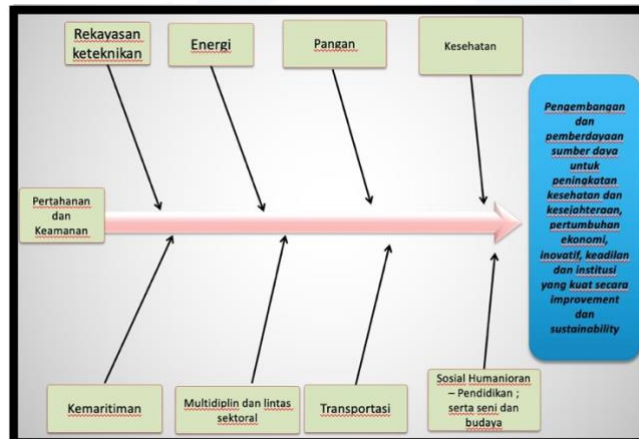 Rekayasan
keteknikan
Energi
Pangan
Kesehatan
Pertahanan
dan
Keamanan
Pengembangan
dan
pemberdayaan
sumber daya
untuk
peningkatan
kesehatan dan
kesejahteraan,
pertumbuhan
ekonomi,
inovatif, keadilan
dan institusi
yang kuat secara
improvement
dan
sustainability
Kemaritiman
Multidiplin dan lintas
sektoral
Transportasi
Sosial Humanioran
– Pendidikan ;
serta seni dan
budaya